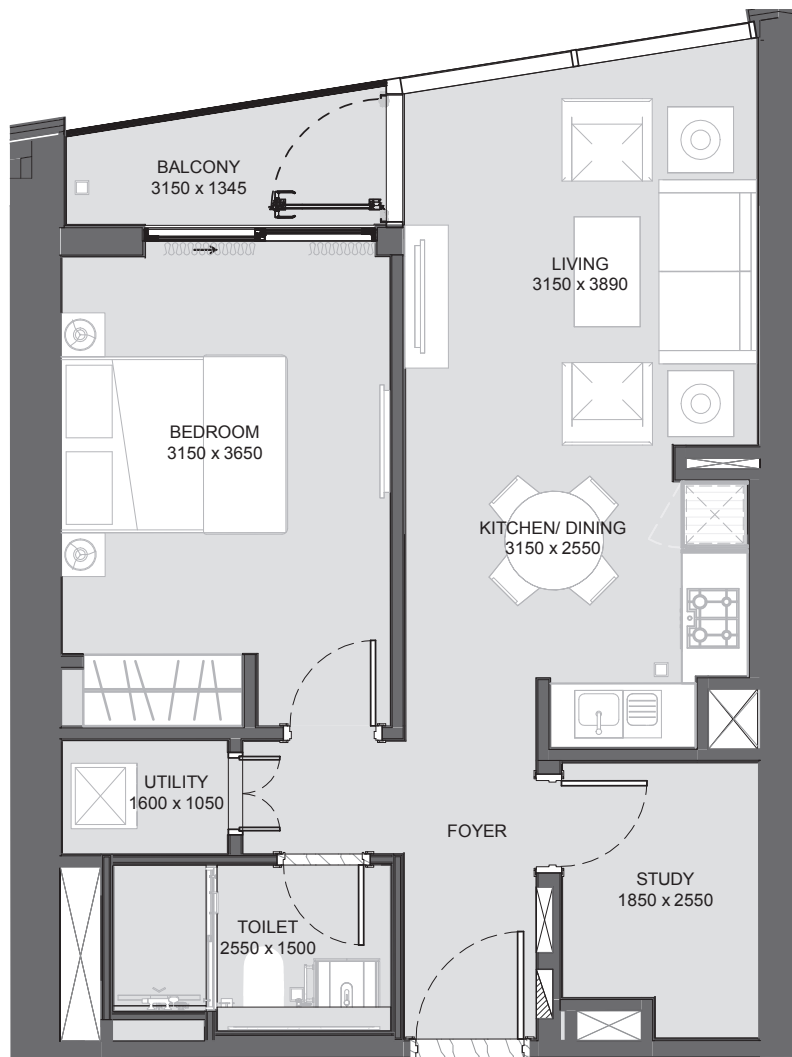 BALCONY
3150 x 1345
LIVING
3150 x 3890
BEDROOM
3150 x 3650
KITCHEN/ DINING
3150 x 2550
UTILITY
1600 x 1050
FOYER
STUDY
1850 x 2550
TOILET
2550 x 1500